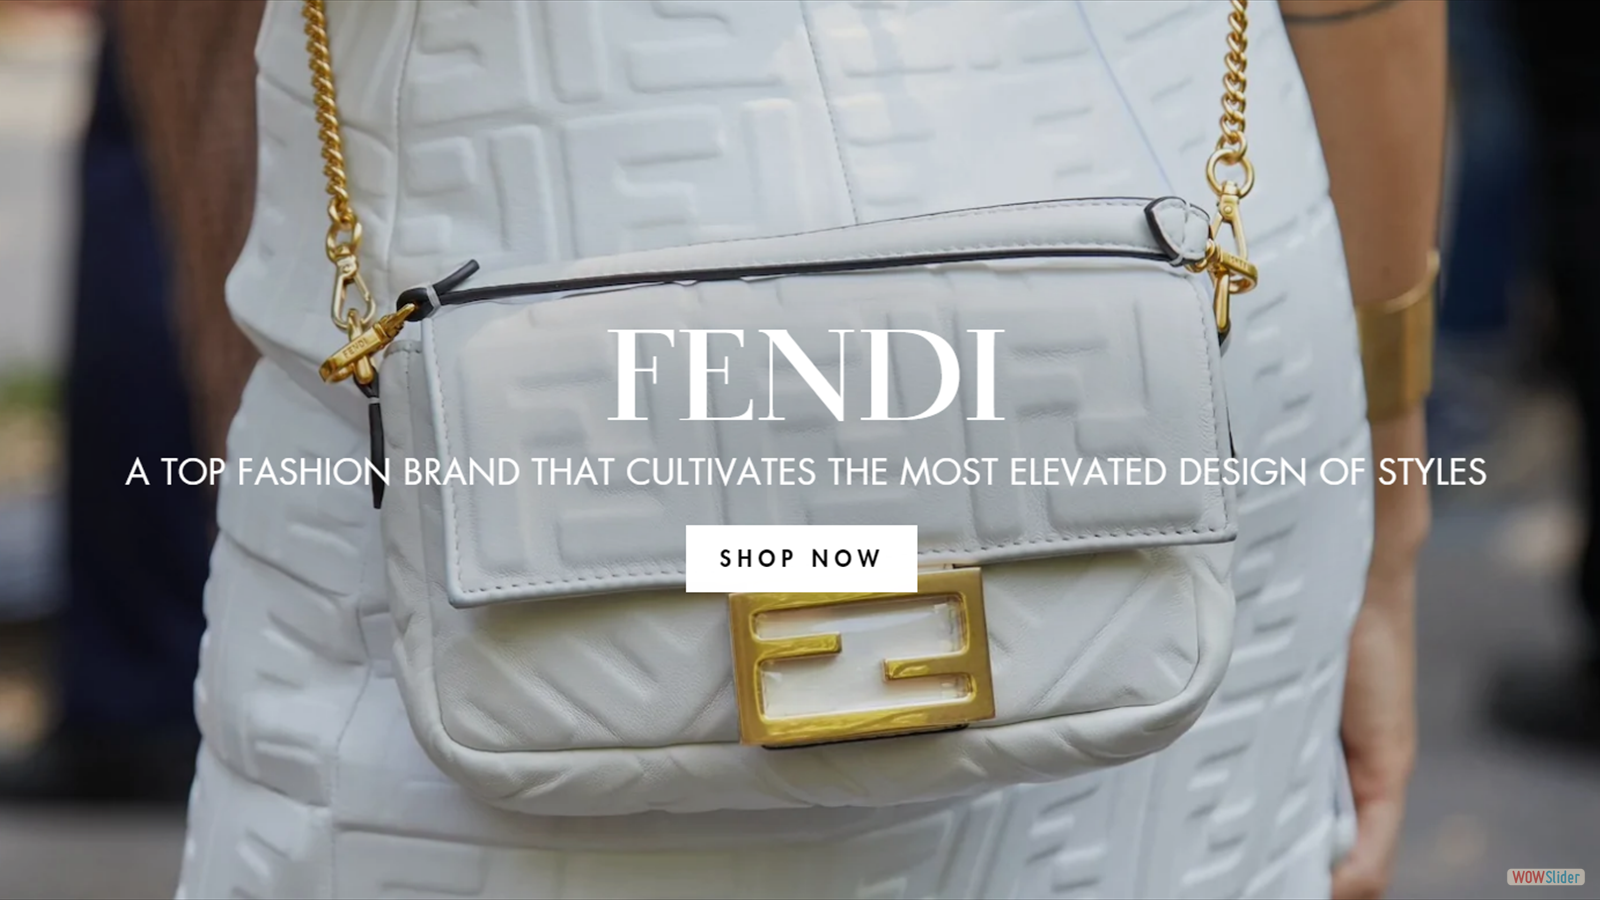 FENDI
FENDI
A TOP FASHION BRAND THAT CULTIVATES THE MOST ELEVATED DESIGN OF STYLES
SHOP NOW
WOWSlider